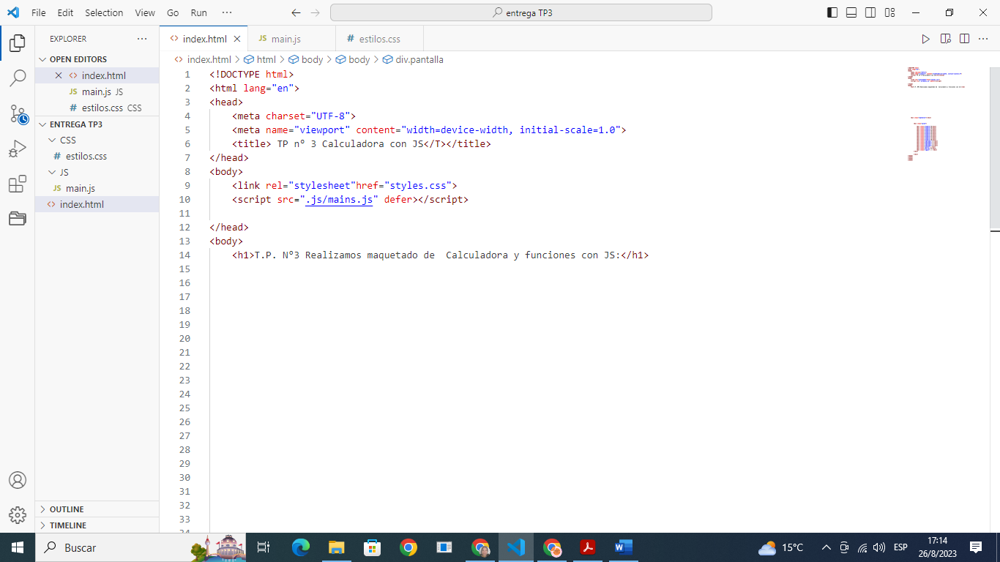 File Edit Selection View Go Run ··· entrega TP3
EXPLORER ···
OPEN EDITORS
index.html
main.js JS
estilos.css CSS
ENTREGA TP3
CSS
estilos.css
JS
main.js
index.html
OUTLINE
TIMELINE
index.html JS main.js # estilos.css
index.html > html > body > body > div.pantalla
1 <!DOCTYPE html>
2 <html lang="en">
3 <head>
4 <meta charset="UTF-8">
5 <meta name="viewport" content="width=device-width, initial-scale=1.0">
6 <title> TP nº 3 Calculadora con JS</T></title>
7 </head>
8 <body>
9 <link rel="stylesheet"href="styles.css">
10 <script src=".js/mains.js" defer></script>
11
12 </head>
13 <body>
14 <h1>T.P. Nº3 Realizamos maquetado de  Calculadora y funciones con JS:</h1>
15
16
17
18
19
20
21
22
23
24
25
26
27
28
29
30
31
32
33
34
Buscar
15°C ESP 17:14
26/8/2023